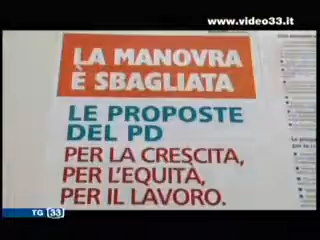 www.video33.it
LA MANOVRA
È SBAGLIATA
LE PROPOSTE
DEL PD
PER LA CRESCITA,
PER L'EQUITÀ,
PER IL LAVORO.
TG 33